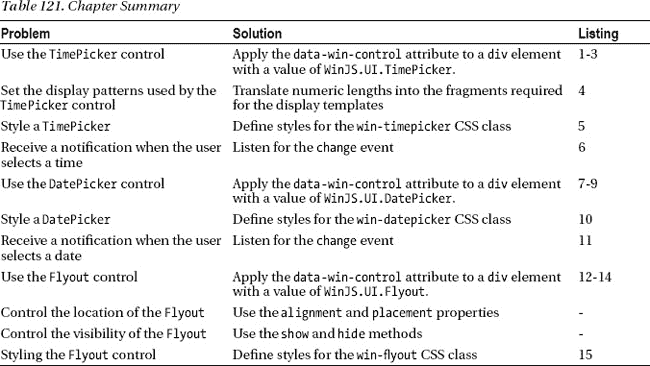 Table 121. Chapter Summary
Problem Solution Listing
Use the TimePicker control Apply the data-win-control attribute to a div element 1-3
with a value of WinJS.UI.TimePicker.
Set the display patterns used by the Translate numeric lengths into the fragments required 4
TimePicker control for the display templates
Style a TimePicker Define styles for the win-timepicker CSS class 5
Receive a notification when the user Listen for the change event 6
selects a time
Use the DatePicker control Apply the data-win-control attribute to a div element 7-9
with a value of WinJS.UI.DatePicker.
Style a DatePicker Define styles for the win-datepicker CSS class 10
Receive a notification when the user Listen for the change event 11
selects a date
Use the Flyout control Apply the data-win-control attribute to a div element 12-14
with a value of WinJS.UI.Flyout.
Control the location of the Flyout Use the alignment and placement properties -
Control the visibility of the Flyout Use the show and hide methods -
Styling the Flyout control Define styles for the win-flyout CSS class 15